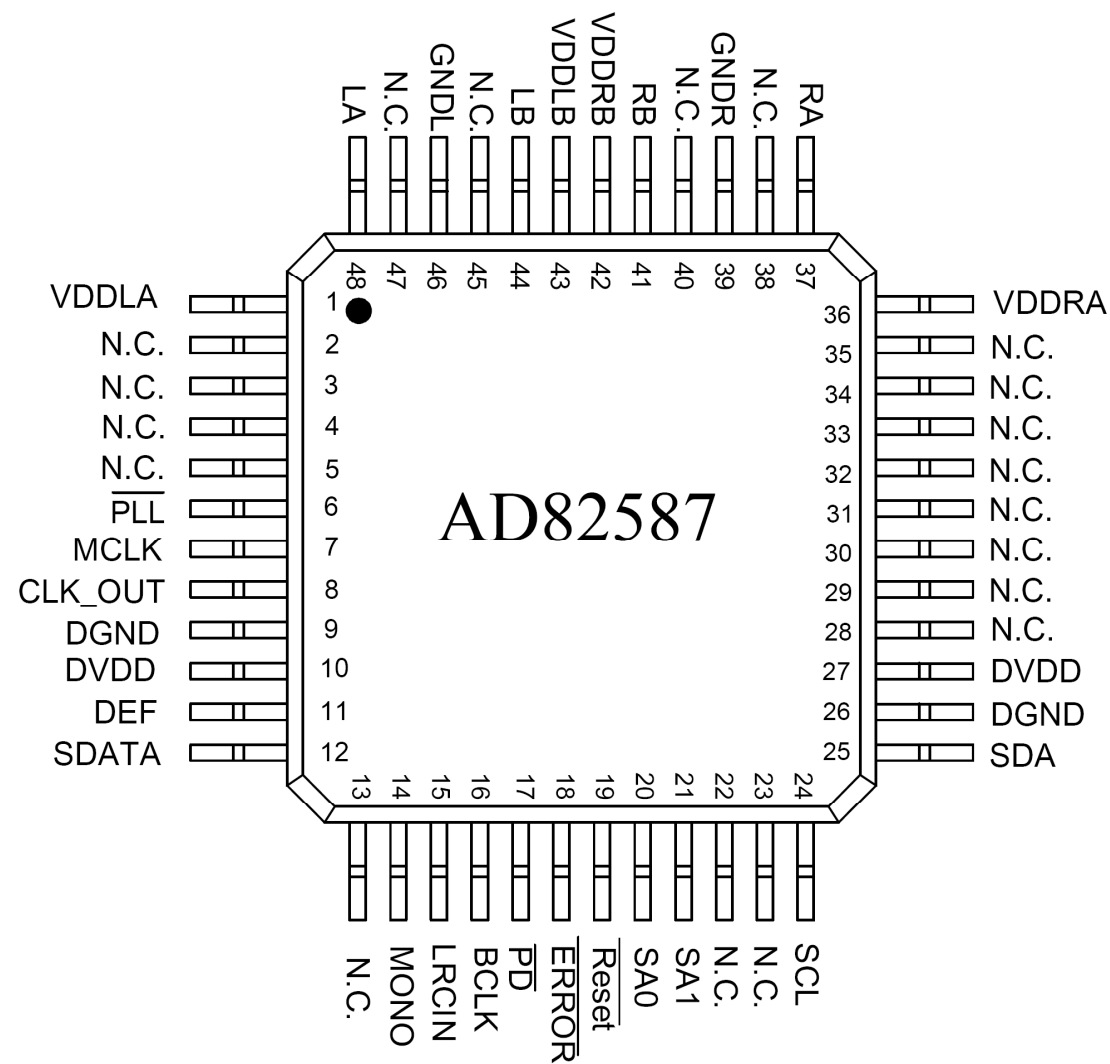 LA
N.C.
GNDL
N.C.
LB
VDDLB
VDDRB
RB
N.C.
GNDR
N.C.
RA
48
47
46
45
44
43
42
41
40
39
38
37
VDDLA 1
N.C. 2
N.C. 3
N.C. 4
N.C. 5
PLL 6
MCLK 7
CLK_OUT 8
DGND 9
DVDD 10
DEF 11
SDATA 12
AD82587
36 VDDRA
35 N.C.
34 N.C.
33 N.C.
32 N.C.
31 N.C.
30 N.C.
29 N.C.
28 N.C.
27 DVDD
26 DGND
25 SDA
13
14
15
16
17
18
19
20
21
22
23
24
N.C.
MONO
LRCIN
BCLK
PD
ERROR
Reset
SA0
SA1
N.C.
N.C.
SCL